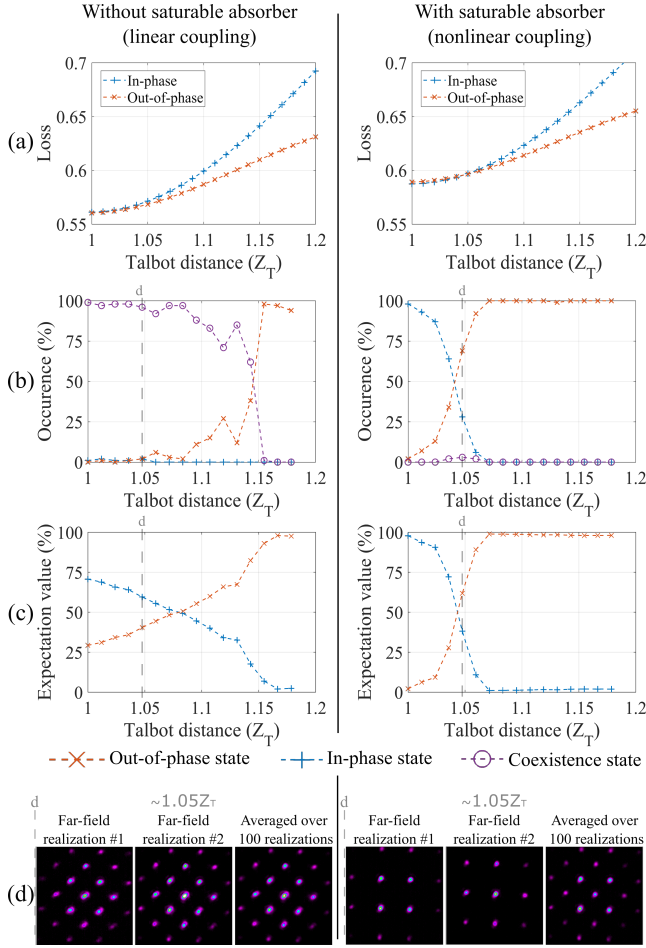 Without saturable absorber
(linear coupling)
With saturable absorber
(nonlinear coupling)
(a)
Loss
0.7
0.65
0.6
0.55
In-phase
Out-of-phase
1
1.05
1.1
1.15
1.2
Talbot distance (Z_T)
Loss
0.7
0.65
0.6
0.55
In-phase
Out-of-phase
1
1.05
1.1
1.15
1.2
Talbot distance (Z_T)
(b)
Occurence (%)
100
75
50
25
0
d
1
1.05
1.1
1.15
1.2
Talbot distance (Z_T)
Occurence (%)
100
75
50
25
0
d
1
1.05
1.1
1.15
1.2
Talbot distance (Z_T)
(c)
Expectation value (%)
100
75
50
25
0
d
1
1.05
1.1
1.15
1.2
Talbot distance (Z_T)
Expectation value (%)
100
75
50
25
0
d
1
1.05
1.1
1.15
1.2
Talbot distance (Z_T)
Out-of-phase state
In-phase state
Coexistence state
(d)
d
~1.05Z_T
Far-field
realization #1
Far-field
realization #2
Averaged over
100 realizations
d
~1.05Z_T
Far-field
realization #1
Far-field
realization #2
Averaged over
100 realizations